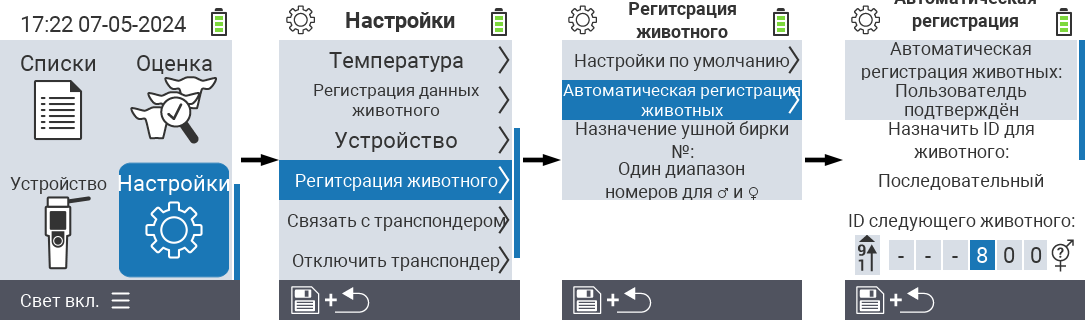 17:22 07-05-2024
Списки
Оценка
Устройство
Настройки
Свет вкл.
Настройки
Температура
Регистрация данных
животного
Устройство
Регитсрация животного
Связать с транспондером
Отключить транспондер
+
Регитсрация
животного
Настройки по умолчанию
Автоматическая регистрация
животных
Назначение ушной бирки
№:
Один диапазон
номеров для ♂ и ♀
+
Автоматическая
регистрация
Автоматическая
регистрация животных:
Пользователдь
подтверждён
Назначить ID для
животного:
Последовательный
ID следующего животного:
9 1 - - - 8 0 0
+